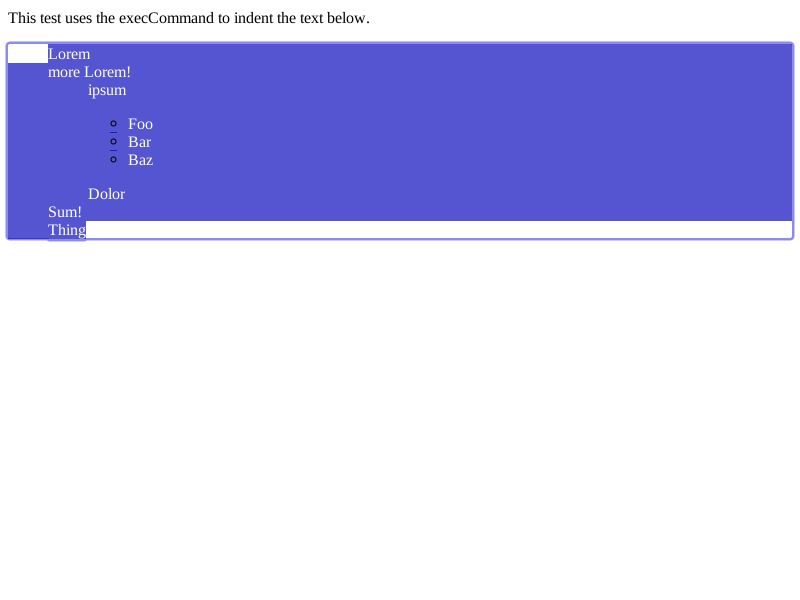 This test uses the execCommand to indent the text below.
Lorem
more Lorem!
ipsum
Foo
Bar
Baz
Dolor
Sum!
Thing